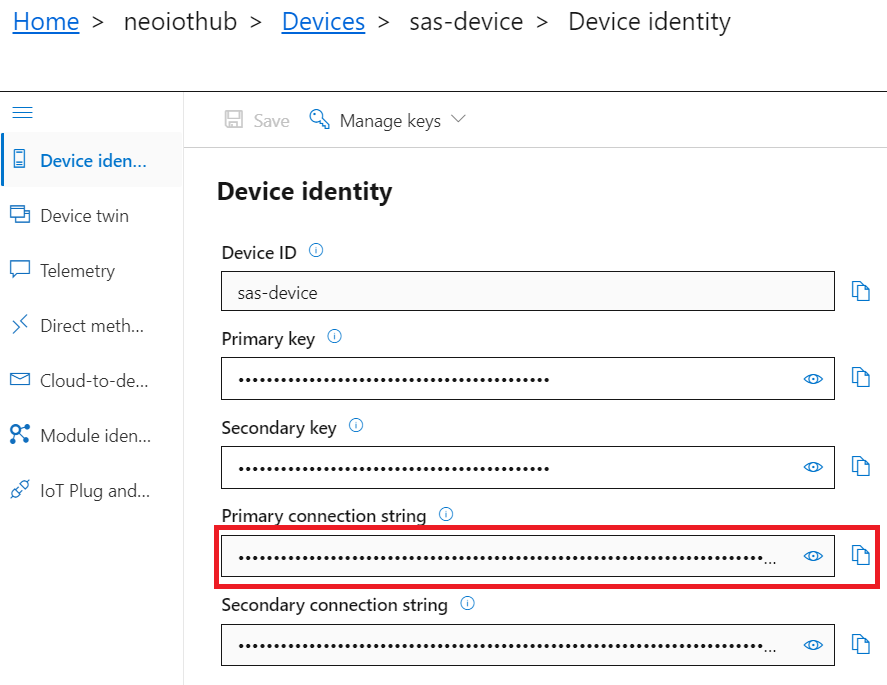 Home > neoiothub > Devices > sas-device > Device identity
Save Manage keys
Device iden...
Device twin
Telemetry
Direct meth...
Cloud-to-de...
Module iden...
IoT Plug and...
Device identity
Device ID
sas-device
Primary key
••••••••••••••••••••••••••••••••••••••••••••
Secondary key
••••••••••••••••••••••••••••••••••••••••••••
Primary connection string
•••••••••••••••••••••••••••••••••••••••••••••••••••••••••••••••••••••••••••...
Secondary connection string
•••••••••••••••••••••••••••••••••••••••••••••••••••••••••••••••••••••••••••...